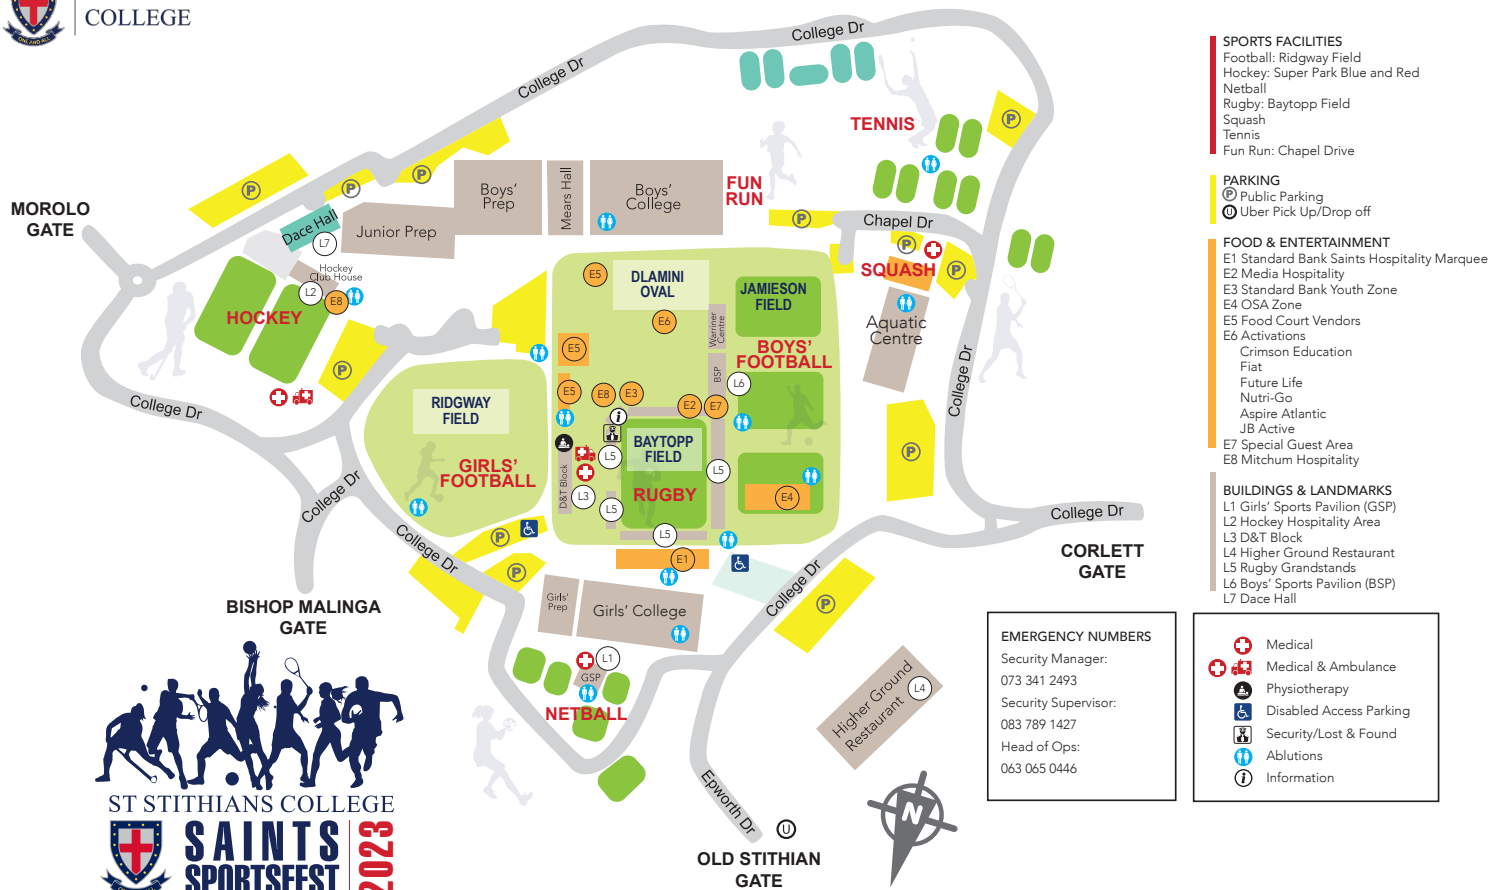 COLLEGE
ONE AND ALL
College Dr
College Dr
TENNIS
FUN
RUN
Boys'
Prep
Mears Hall
Boys'
College
Junior Prep
Dace Hall
L7
Hockey
Club House
L2
E8
HOCKEY
MOROLO
GATE
P
P
P
P
P
P
P
P
Chapel Dr
SQUASH
Aquatic
Centre
College Dr
College Dr
E5
DLAMINI
OVAL
E6
JAMIESON
FIELD
Warriner
Centre
BOYS'
FOOTBALL
BSP
L6
E5
E5
E8
E3
E2
E7
i
RIDGWAY
FIELD
GIRLS'
FOOTBALL
BAYTOPP
FIELD
RUGBY
L5
L5
L5
L5
D&T Block
L3
E4
E1
P
P
P
P
College Dr
College Dr
College Dr
College Dr
CORLETT
GATE
BISHOP MALINGA
GATE
Girls'
Prep
Girls' College
L1
GSP
NETBALL
Higher Ground
Restaurant
L4
Epworth Dr
U
OLD STITHIAN
GATE
N
ST STITHIANS COLLEGE
SAINTS
SPORTSFEST
2023
SPORTS FACILITIES
Football: Ridgway Field
Hockey: Super Park Blue and Red
Netball
Rugby: Baytopp Field
Squash
Tennis
Fun Run: Chapel Drive
PARKING
P Public Parking
U Uber Pick Up/Drop off
FOOD & ENTERTAINMENT
E1 Standard Bank Saints Hospitality Marquee
E2 Media Hospitality
E3 Standard Bank Youth Zone
E4 OSA Zone
E5 Food Court Vendors
E6 Activations
Crimson Education
Fiat
Future Life
Nutri-Go
Aspire Atlantic
JB Active
E7 Special Guest Area
E8 Mitchum Hospitality
BUILDINGS & LANDMARKS
L1 Girls' Sports Pavilion (GSP)
L2 Hockey Hospitality Area
L3 D&T Block
L4 Higher Ground Restaurant
L5 Rugby Grandstands
L6 Boys' Sports Pavilion (BSP)
L7 Dace Hall
EMERGENCY NUMBERS
Security Manager:
073 341 2493
Security Supervisor:
083 789 1427
Head of Ops:
063 065 0446
Medical
Medical & Ambulance
Physiotherapy
Disabled Access Parking
Security/Lost & Found
Ablutions
i Information